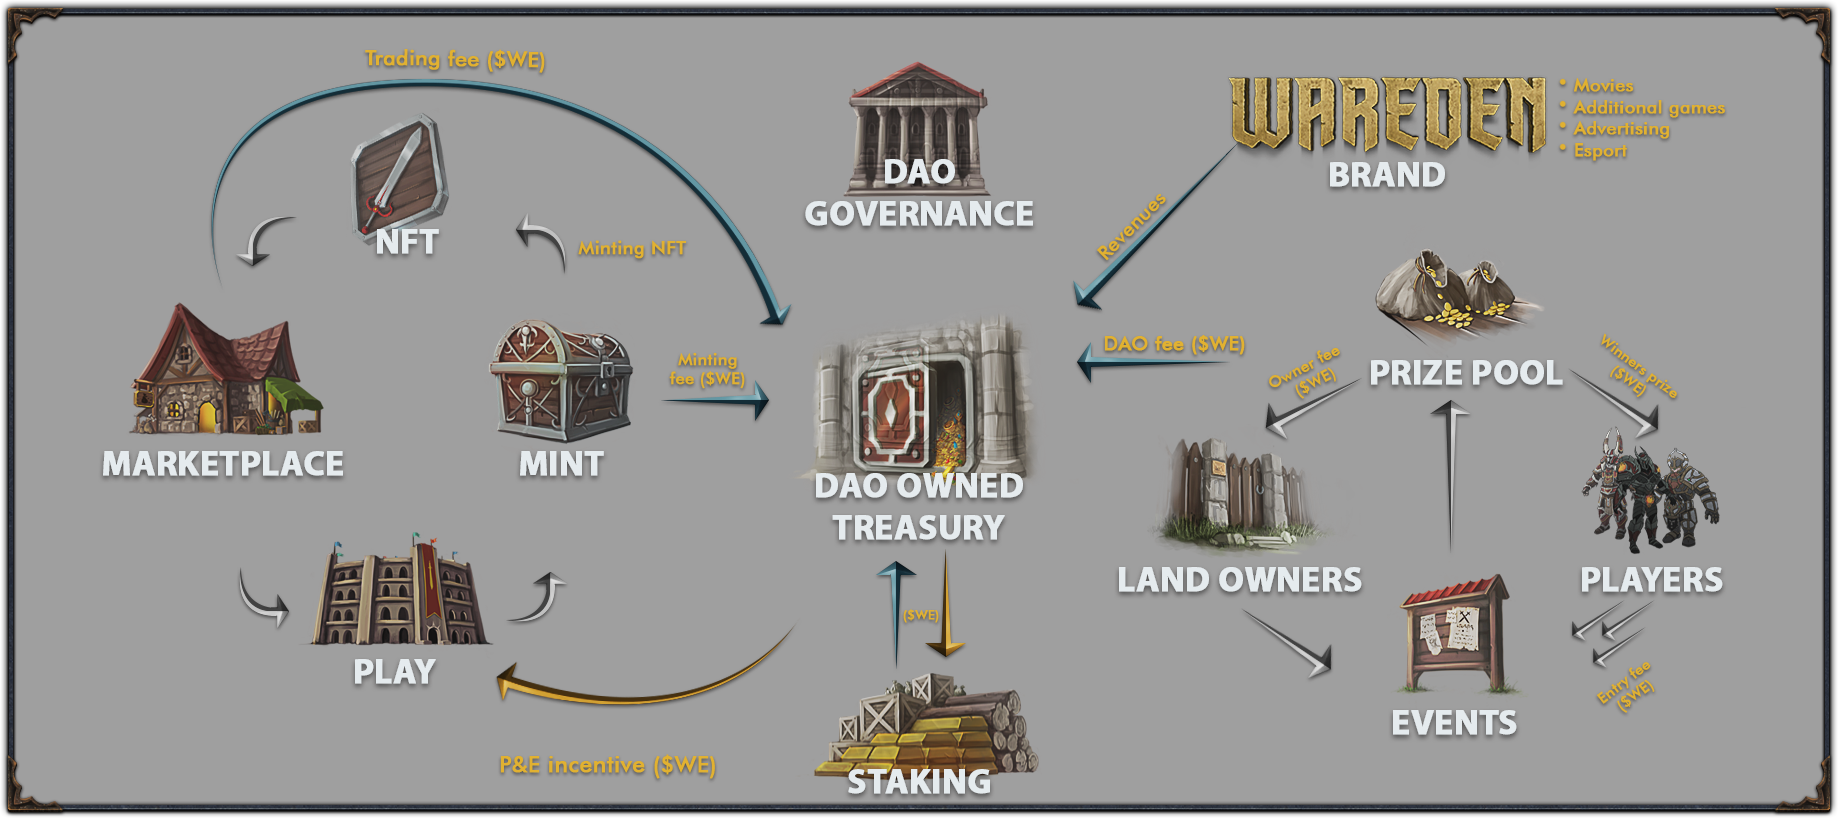 Trading fee ($WE)
DAO
GOVERNANCE
WAREDEN
BRAND
• Movies
• Additional games
• Advertising
• Esport
NFT
Minting NFT
Revenues
MARKETPLACE
MINT
Minting
fee ($WE)
DAO OWNED
TREASURY
DAO fee ($WE)
PRIZE POOL
Owner fee
($WE)
Winners prize
($WE)
LAND OWNERS
PLAYERS
EVENTS
Entry fee
($WE)
PLAY
($WE)
P&E incentive ($WE)
STAKING